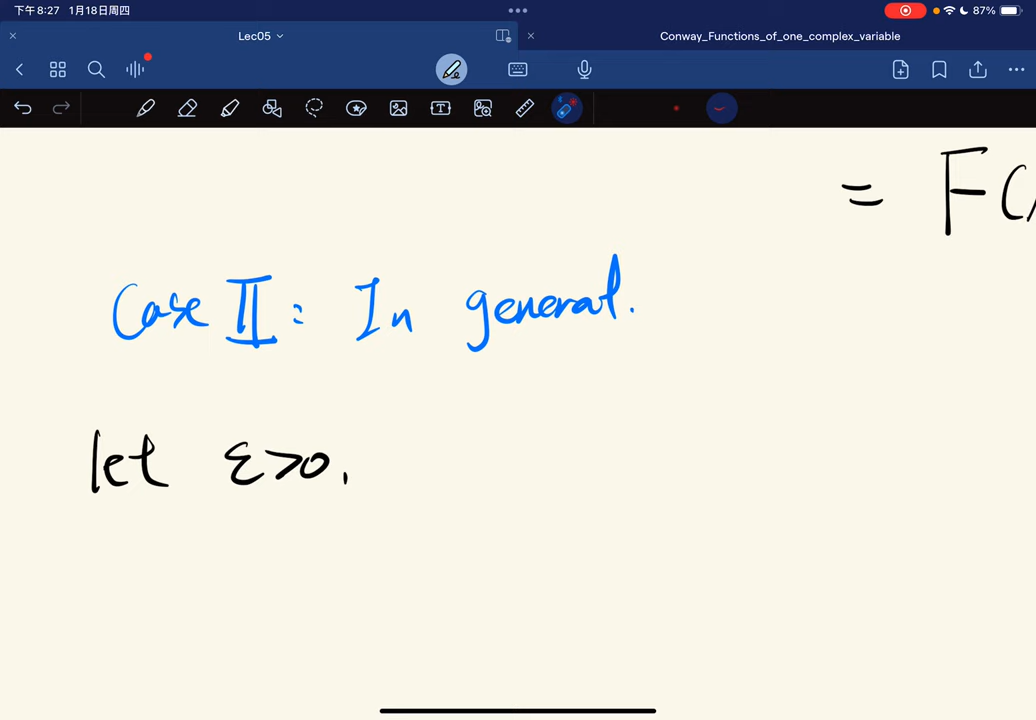 下午8:27 1月18日周四
87%
Lec05
Conway_Functions_of_one_complex_variable
= F(
Case II: In general.
let ε>0,